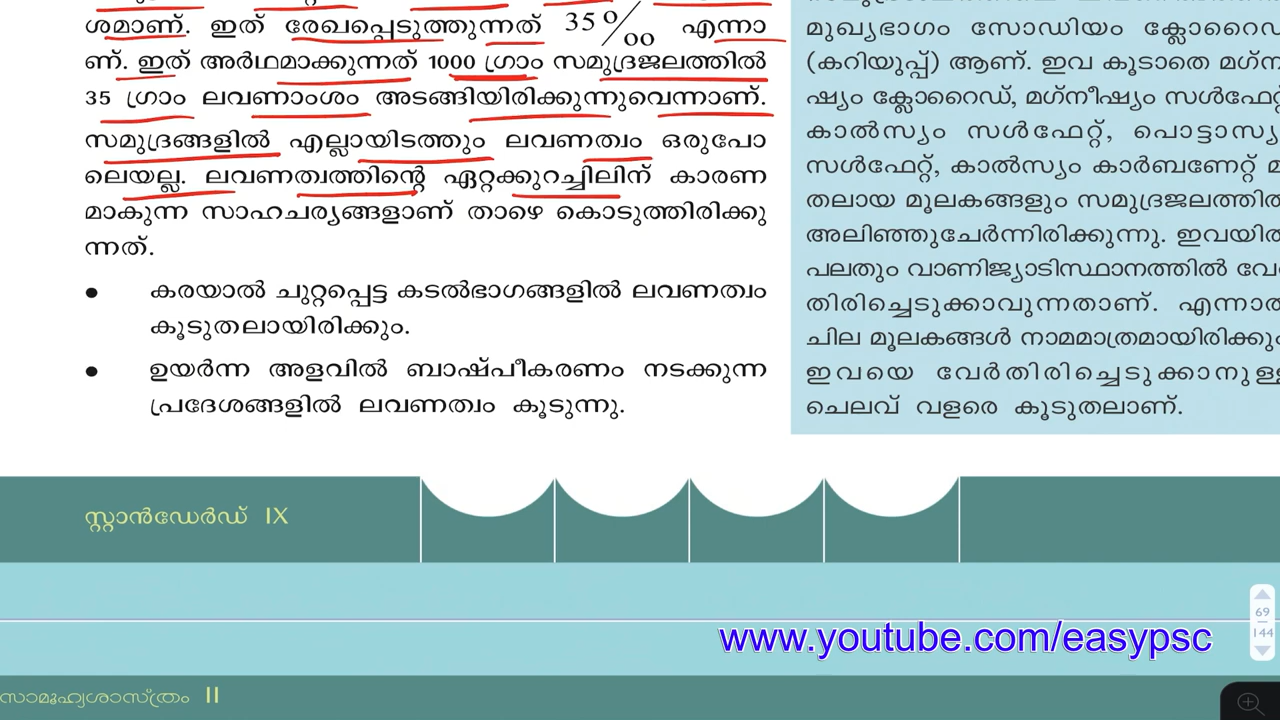 ശമാണ്. ഇത് രേഖപ്പെടുത്തുന്നത് 35 %00 എന്നാ
ണ്. ഇത് അർഥമാക്കുന്നത് 1000 ഗ്രാം സമുദ്രജലത്തിൽ
35 ഗ്രാം ലവണാംശം അടങ്ങിയിരിക്കുന്നുവെന്നാണ്.
സമുദ്രങ്ങളിൽ എല്ലായിടത്തും ലവണത്വം ഒരുപോ
ലെയല്ല. ലവണത്വത്തിന്റെ ഏറ്റക്കുറച്ചിലിന് കാരണ
മാകുന്ന സാഹചര്യങ്ങളാണ് താഴെ കൊടുത്തിരിക്കു
ന്നത്.
● കരയാൽ ചുറ്റപ്പെട്ട കടൽഭാഗങ്ങളിൽ ലവണത്വം
കൂടുതലായിരിക്കും.
● ഉയർന്ന അളവിൽ ബാഷ്പീകരണം നടക്കുന്ന
പ്രദേശങ്ങളിൽ ലവണത്വം കൂടുന്നു.
മുഖ്യഭാഗം സോഡിയം ക്ലോറൈഡ
(കറിയുപ്പ്) ആണ്. ഇവ കൂടാതെ മഗ്ന
ഷ്യം ക്ലോറൈഡ്, മഗ്നീഷ്യം സൾഫേറ്റ്
കാൽസ്യം സൾഫേറ്റ്, പൊട്ടാസ്യ
സൾഫേറ്റ്, കാൽസ്യം കാർബണേറ്റ് മ
തലായ മൂലകങ്ങളും സമുദ്രജലത്തിൽ
അലിഞ്ഞുചേർന്നിരിക്കുന്നു. ഇവയിൽ
പലതും വാണിജ്യാടിസ്ഥാനത്തിൽ വേ
തിരിച്ചെടുക്കാവുന്നതാണ്. എന്നാൽ
ചില മൂലകങ്ങൾ നാമമാത്രമായിരിക്കും
ഇവയെ വേർതിരിച്ചെടുക്കാനുള്ള
ചെലവ് വളരെ കൂടുതലാണ്.
സ്റ്റാൻഡേർഡ് IX
69
144
www.youtube.com/easypsc
സാമൂഹ്യശാസ്ത്രം II